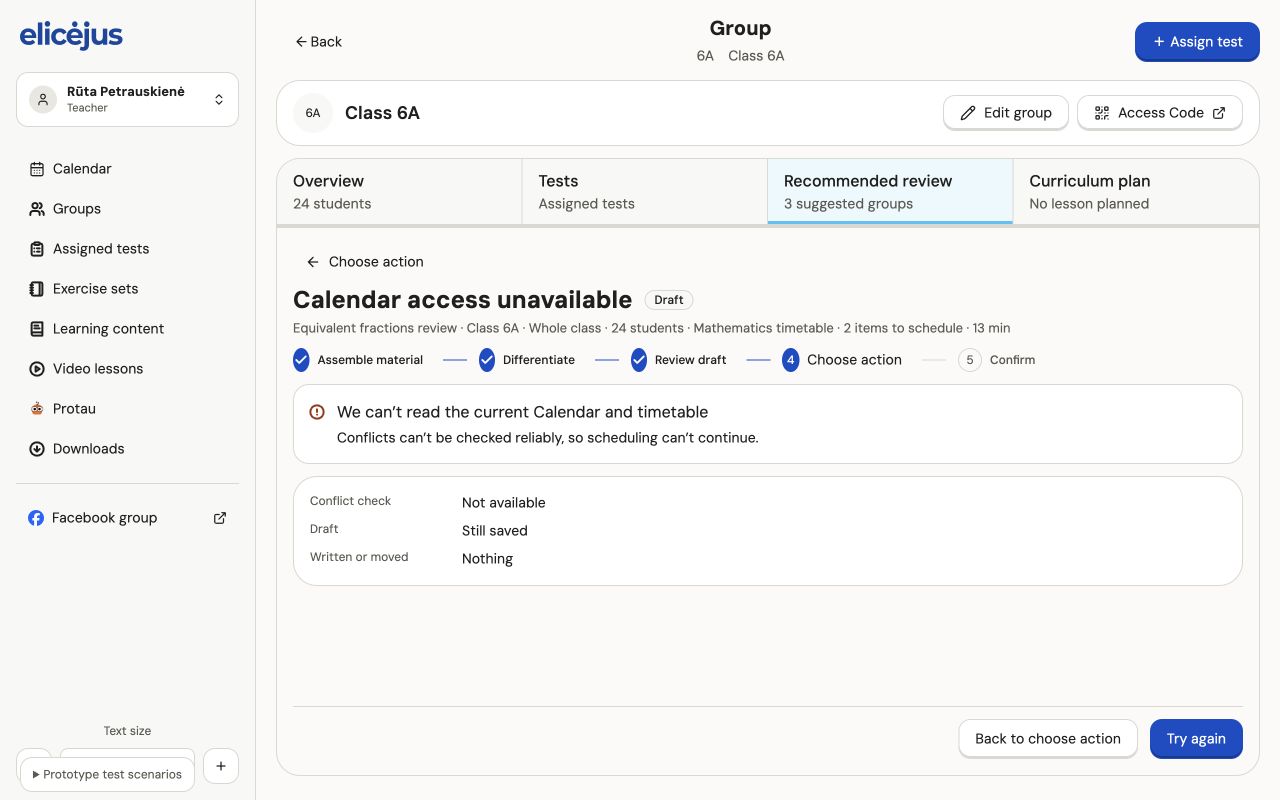 elicėjus
Rūta Petrauskienė
Teacher
Calendar
Groups
Assigned tests
Exercise sets
Learning content
Video lessons
Protau
Downloads
Facebook group
Text size
▶ Prototype test scenarios
+
← Back
Group
6A Class 6A
+ Assign test
6A Class 6A
Edit group
Access Code
Overview
24 students
Tests
Assigned tests
Recommended review
3 suggested groups
Curriculum plan
No lesson planned
← Choose action
Calendar access unavailable Draft
Equivalent fractions review · Class 6A · Whole class · 24 students · Mathematics timetable · 2 items to schedule · 13 min
Assemble material Differentiate Review draft 4 Choose action 5 Confirm
We can’t read the current Calendar and timetable
Conflicts can’t be checked reliably, so scheduling can’t continue.
Conflict check Not available
Draft Still saved
Written or moved Nothing
Back to choose action Try again